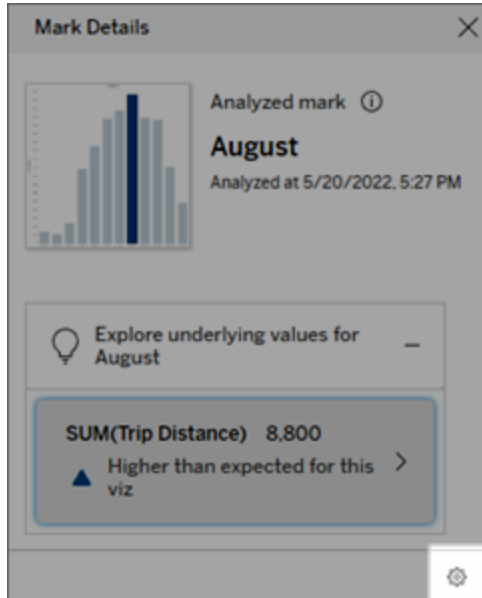 Mark Details
Analyzed mark
August
Analyzed at 5/20/2022, 5:27 PM
Explore underlying values for
August
SUM(Trip Distance) 8,800
Higher than expected for this
viz